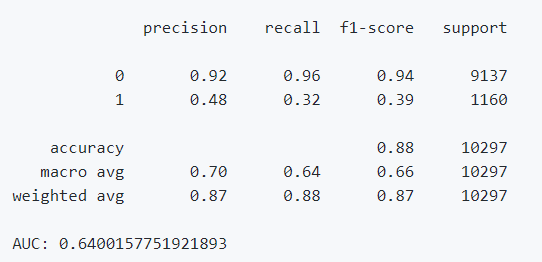 precision recall f1-score support
0 0.92 0.96 0.94 9137
1 0.48 0.32 0.39 1160
accuracy 0.88 10297
macro avg 0.70 0.64 0.66 10297
weighted avg 0.87 0.88 0.87 10297
AUC: 0.6400157751921893